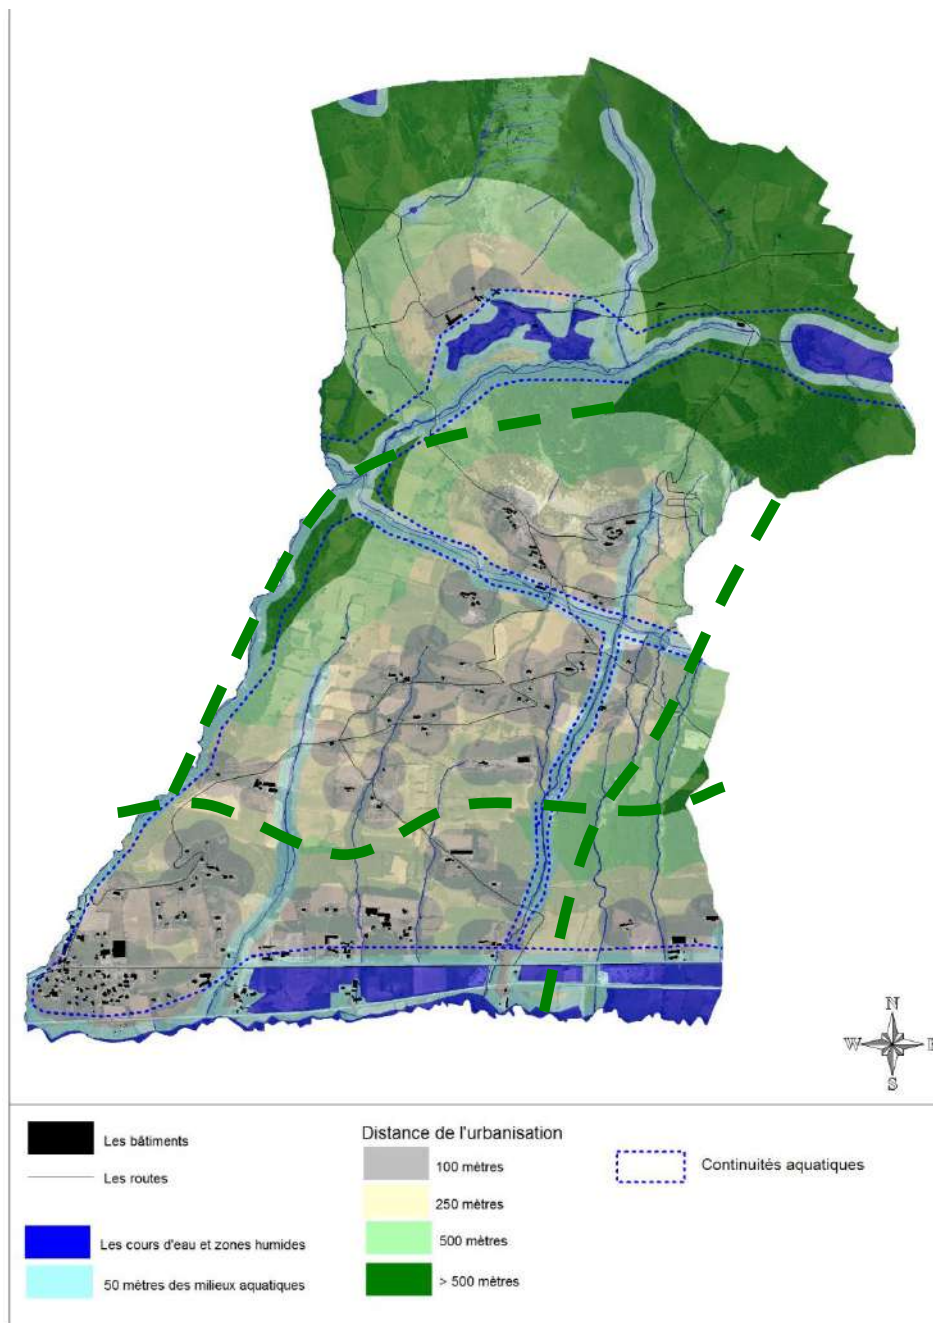 N
W E
S
Les bâtiments
Les routes
Les cours d'eau et zones humides
50 mètres des milieux aquatiques
Distance de l'urbanisation
100 mètres
250 mètres
500 mètres
> 500 mètres
Continuités aquatiques